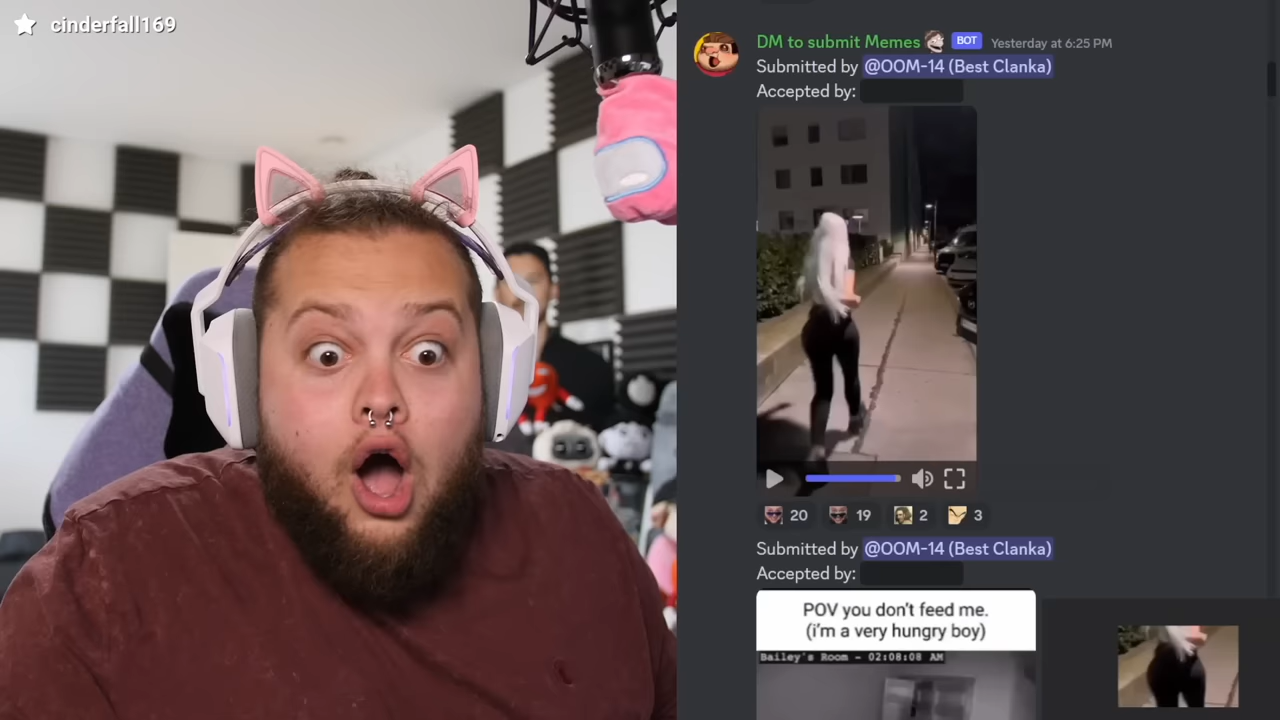 cinderfall169
DM to submit Memes BOT Yesterday at 6:25 PM
Submitted by @OOM-14 (Best Clanka)
Accepted by:
20 19 2 3
Submitted by @OOM-14 (Best Clanka)
Accepted by:
POV you don't feed me.
(i'm a very hungry boy)
Bailey's Room - 02:08:08 AM